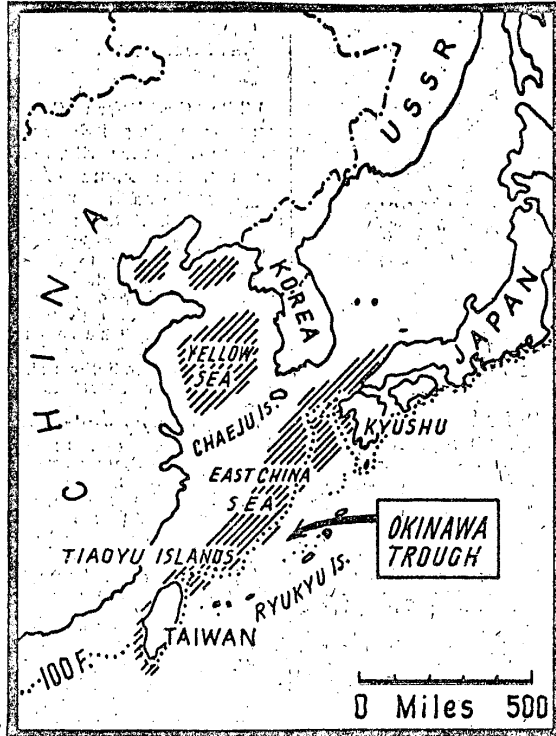 USSR
CHINA
KOREA
JAPAN
YELLOW
SEA
CHAEJU IS.
KYUSHU
EAST CHINA
SEA
OKINAWA
TROUGH
TIAOYU ISLANDS
RYUKYU IS.
TAIWAN
100 F.
0 Miles 500